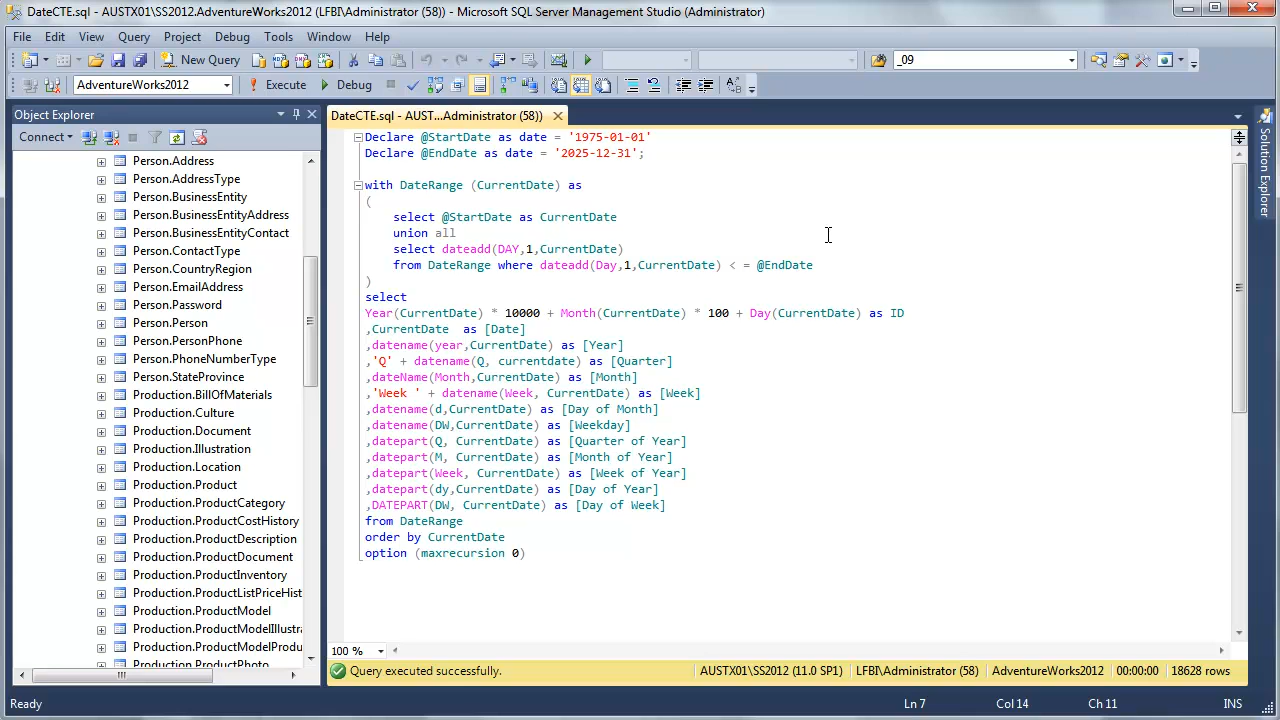 DateCTE.sql - AUSTX01\SS2012.AdventureWorks2012 (LFBI\Administrator (58)) - Microsoft SQL Server Management Studio (Administrator)
File Edit View Query Project Debug Tools Window Help
New Query _09
AdventureWorks2012 Execute Debug
Object Explorer
Connect
Person.Address
Person.AddressType
Person.BusinessEntity
Person.BusinessEntityAddress
Person.BusinessEntityContact
Person.ContactType
Person.CountryRegion
Person.EmailAddress
Person.Password
Person.Person
Person.PersonPhone
Person.PhoneNumberType
Person.StateProvince
Production.BillOfMaterials
Production.Culture
Production.Document
Production.Illustration
Production.Location
Production.Product
Production.ProductCategory
Production.ProductCostHistory
Production.ProductDescription
Production.ProductDocument
Production.ProductInventory
Production.ProductListPriceHist
Production.ProductModel
Production.ProductModelIllustra
Production.ProductModelProdu
Production.ProductPhoto
DateCTE.sql - AUST...Administrator (58))
Declare @StartDate as date = '1975-01-01'
Declare @EndDate as date = '2025-12-31';
with DateRange (CurrentDate) as
(
select @StartDate as CurrentDate
union all
select dateadd(DAY,1,CurrentDate)
from DateRange where dateadd(Day,1,CurrentDate) < = @EndDate
)
select
Year(CurrentDate) * 10000 + Month(CurrentDate) * 100 + Day(CurrentDate) as ID
,CurrentDate  as [Date]
,datename(year,CurrentDate) as [Year]
,'Q' + datename(Q, currentdate) as [Quarter]
,dateName(Month,CurrentDate) as [Month]
,'Week ' + datename(Week, CurrentDate) as [Week]
,datename(d,CurrentDate) as [Day of Month]
,datename(DW,CurrentDate) as [Weekday]
,datepart(Q, CurrentDate) as [Quarter of Year]
,datepart(M, CurrentDate) as [Month of Year]
,datepart(Week, CurrentDate) as [Week of Year]
,datepart(dy,CurrentDate) as [Day of Year]
,DATEPART(DW, CurrentDate) as [Day of Week]
from DateRange
order by CurrentDate
option (maxrecursion 0)
Solution Explorer
100 %
Query executed successfully. AUSTX01\SS2012 (11.0 SP1) LFBI\Administrator (58) AdventureWorks2012 00:00:00 18628 rows
Ready Ln 7 Col 14 Ch 11 INS